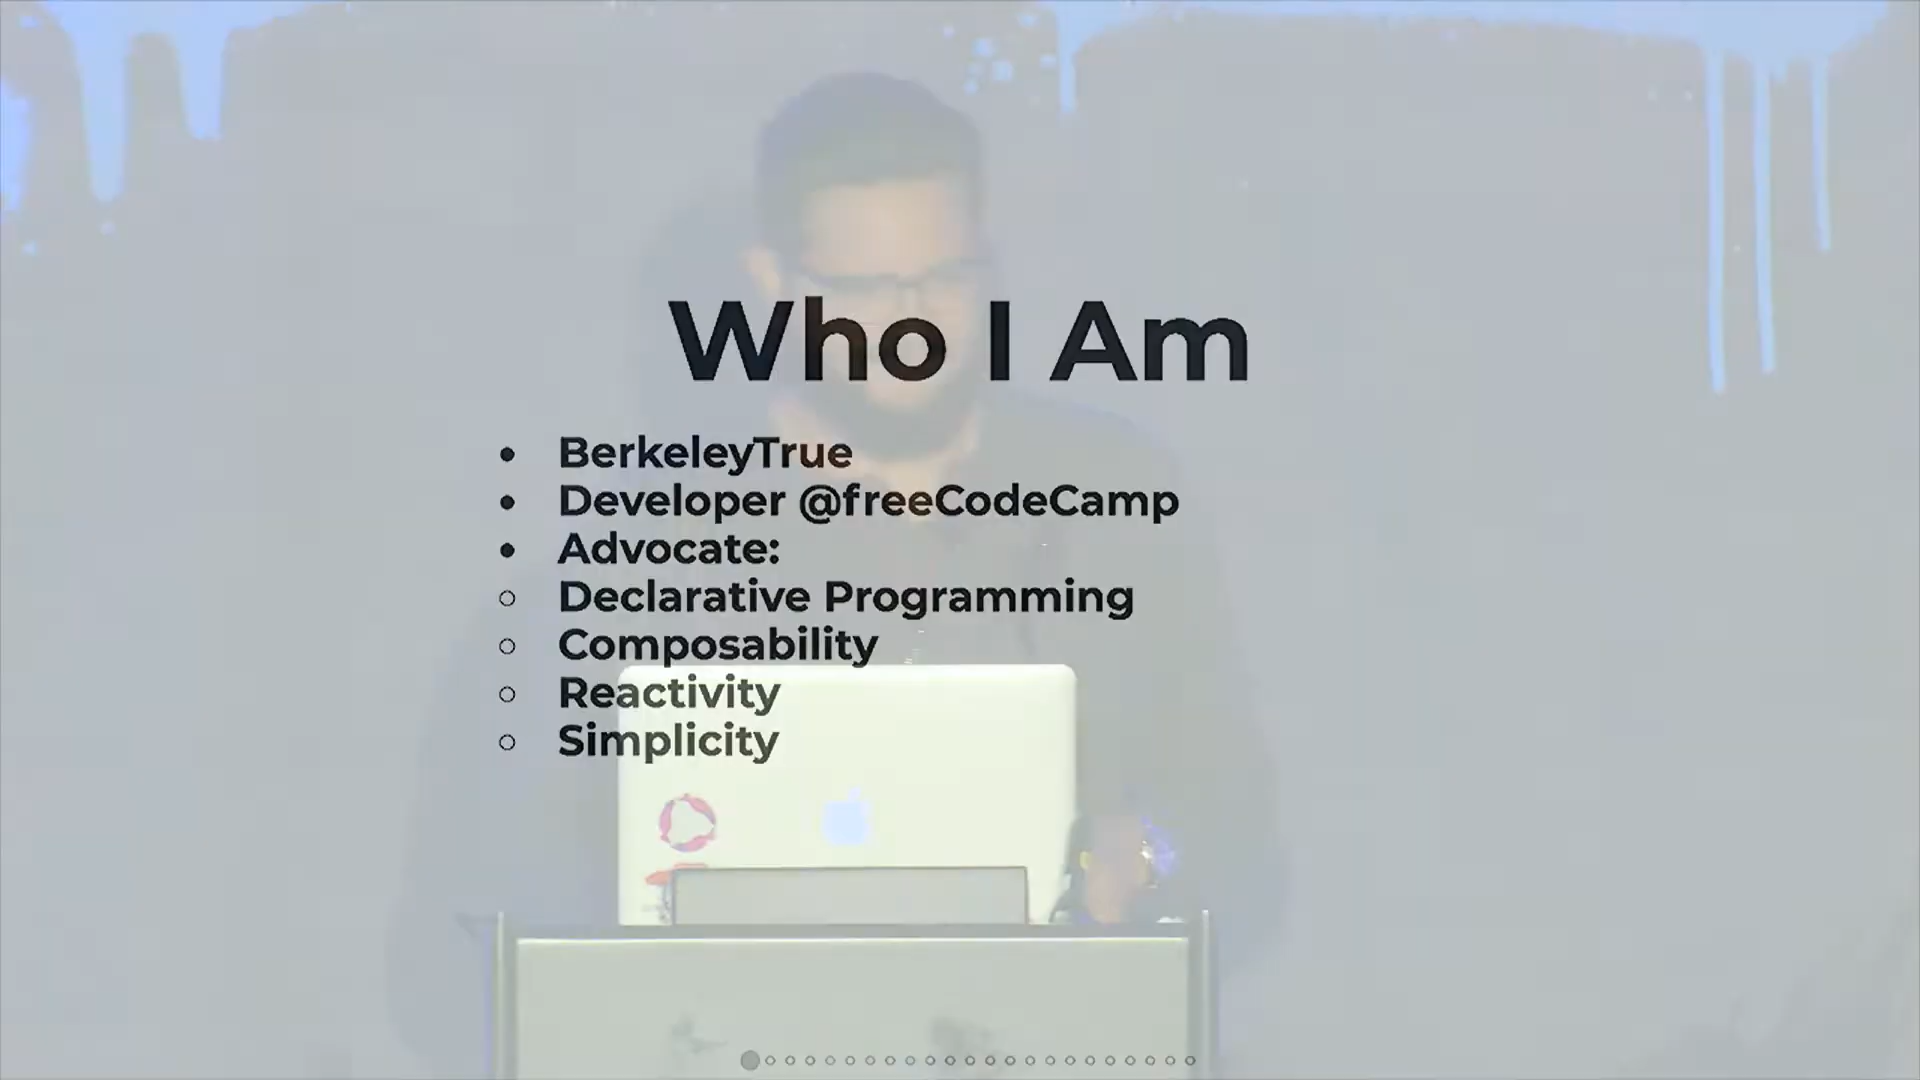 Who I Am
BerkeleyTrue
Developer @freeCodeCamp
Advocate:
Declarative Programming
Composability
Reactivity
Simplicity